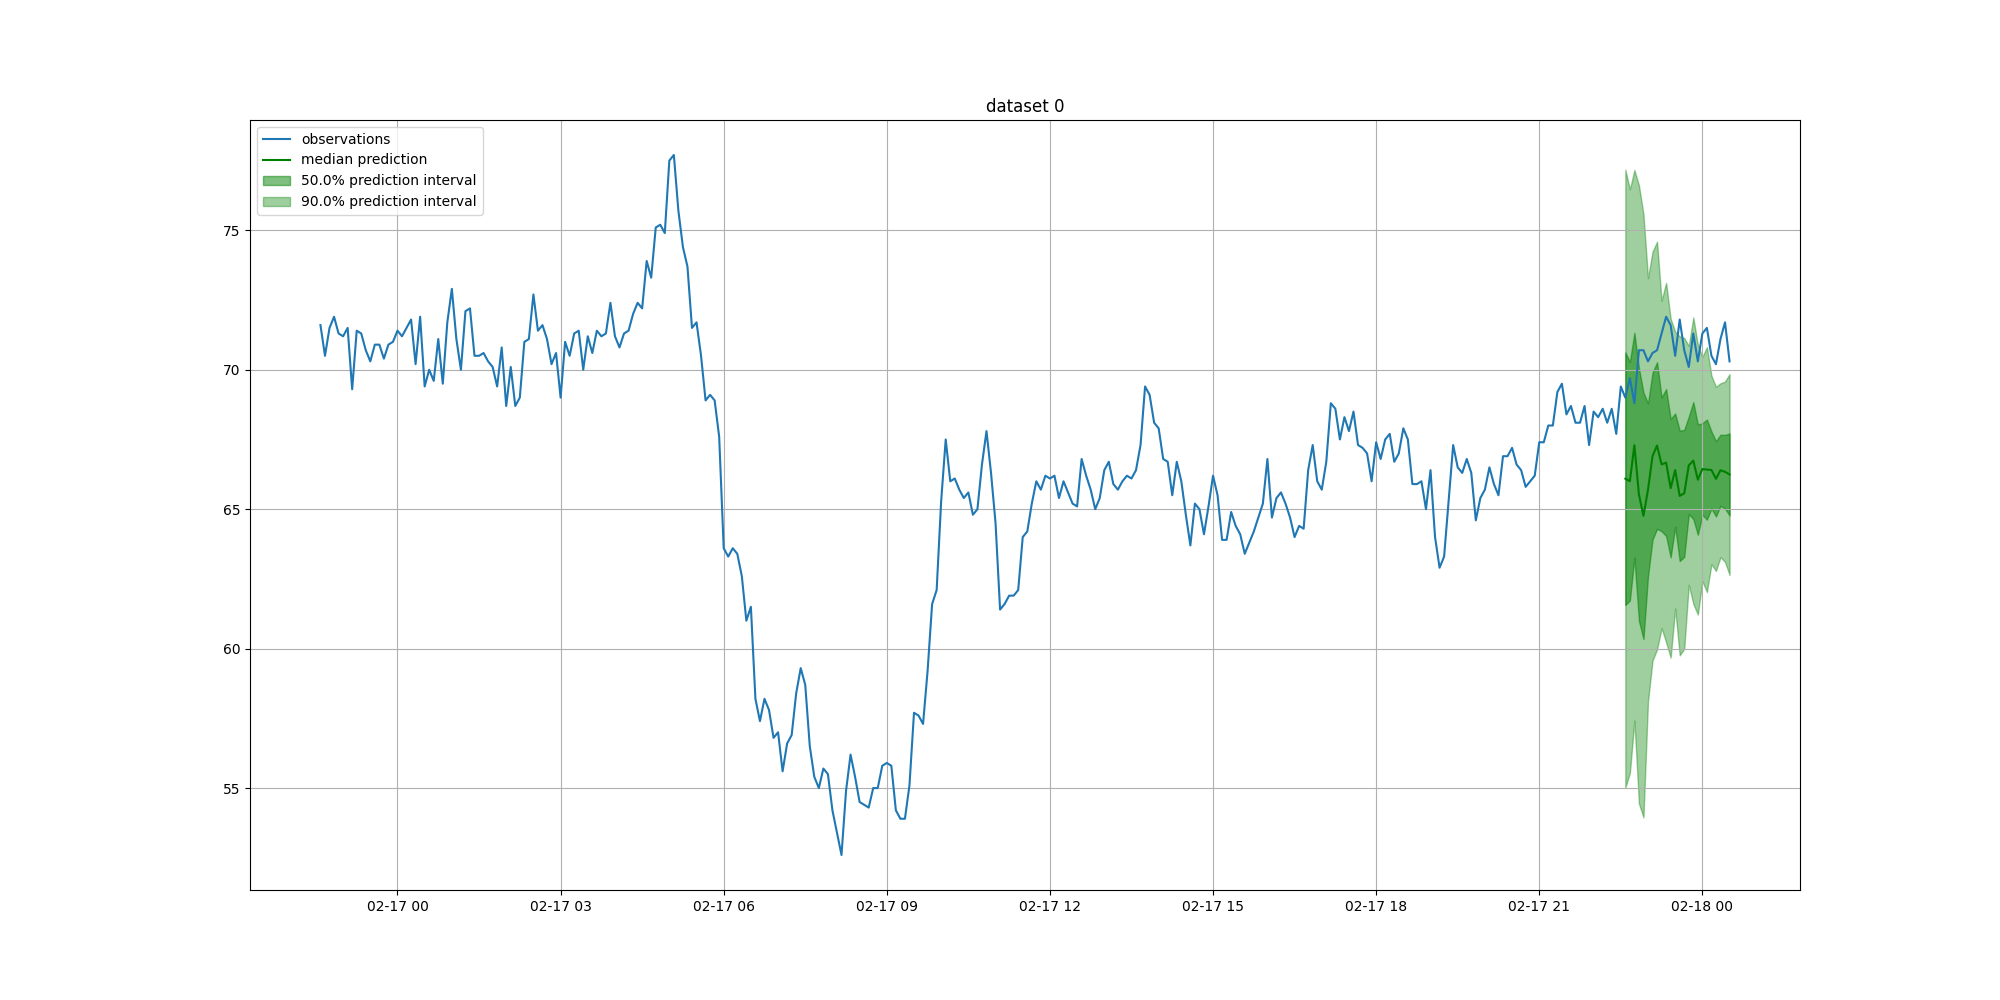 dataset 0
observations
median prediction
50.0% prediction interval
90.0% prediction interval
75
70
65
60
55
02-17 00
02-17 03
02-17 06
02-17 09
02-17 12
02-17 15
02-17 18
02-17 21
02-18 00